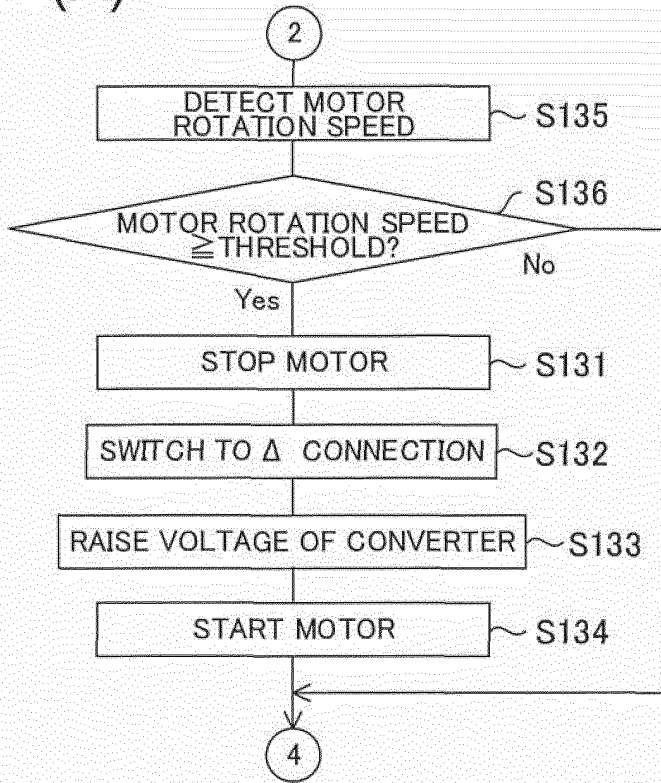 2
DETECT MOTOR
ROTATION SPEED
S135
S136
MOTOR ROTATION SPEED
≧THRESHOLD?
No
Yes
STOP MOTOR
S131
SWITCH TO Δ CONNECTION
S132
RAISE VOLTAGE OF CONVERTER
S133
START MOTOR
S134
4